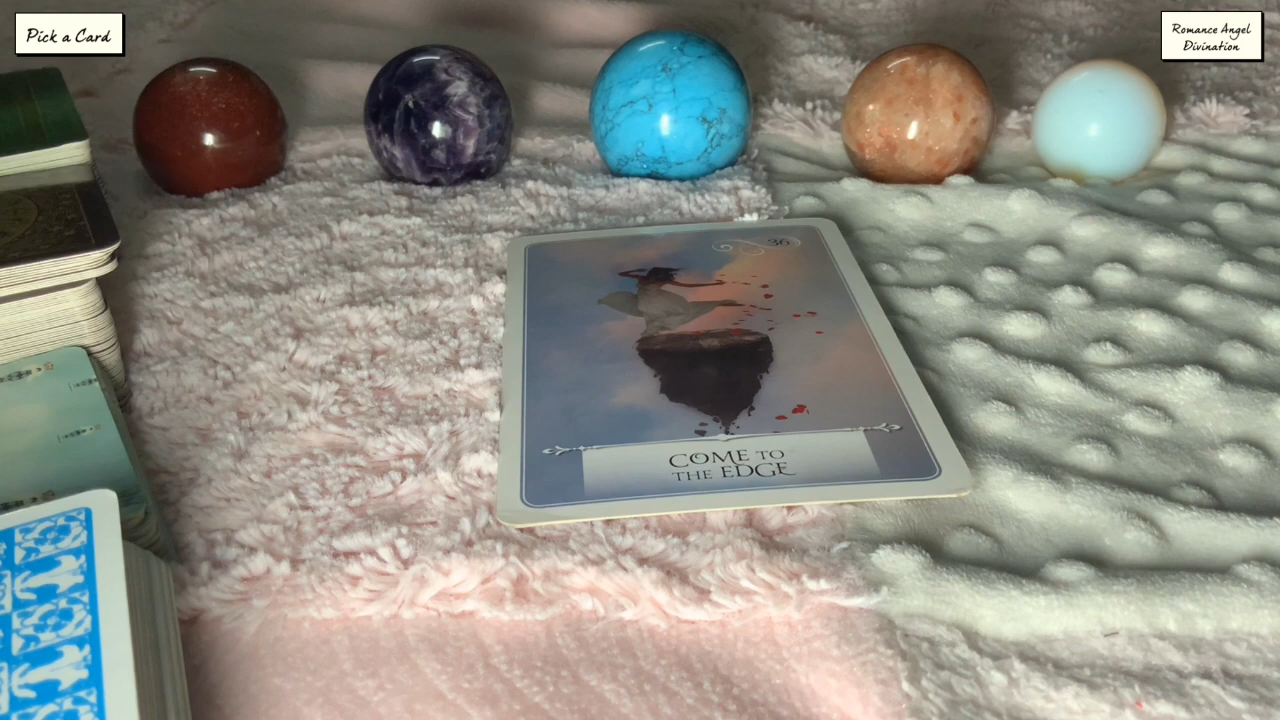 Pick a Card
Romance Angel
Divination
36
COME TO
THE EDGE